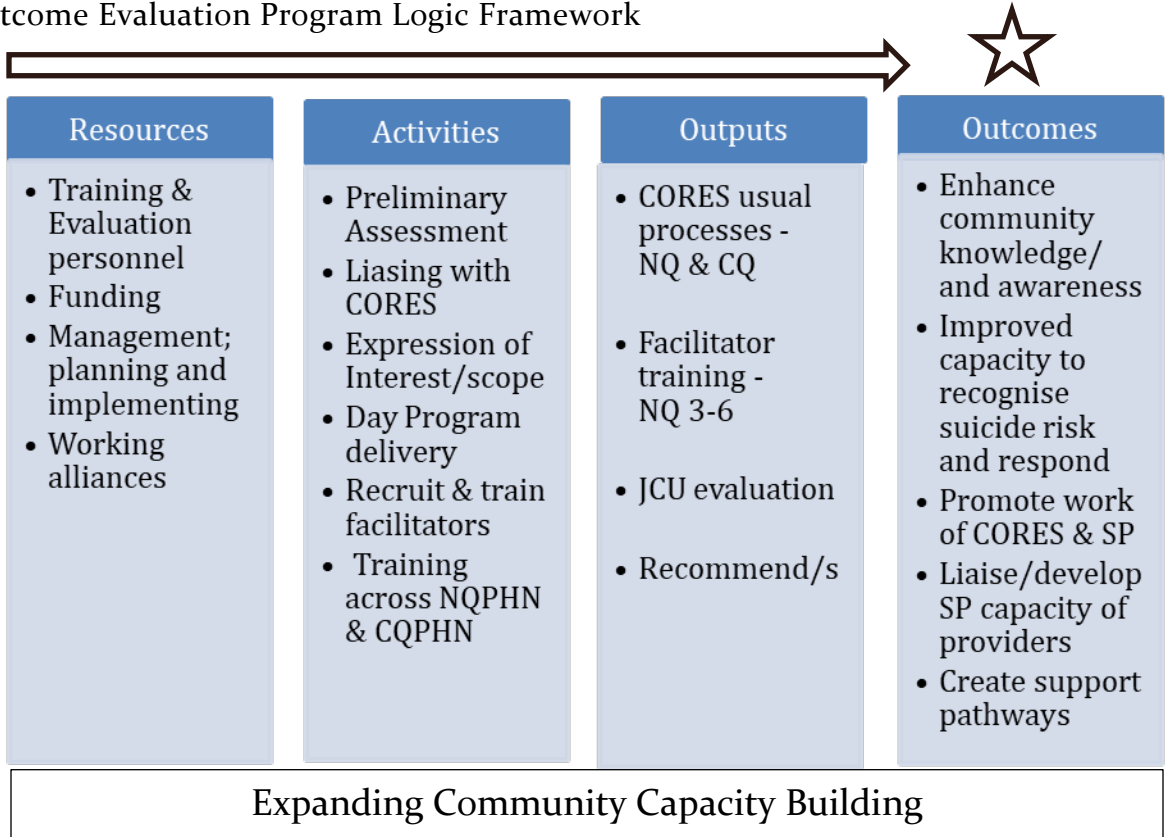 tcome Evaluation Program Logic Framework
Resources
• Training &
Evaluation
personnel
• Funding
• Management;
planning and
implementing
• Working
alliances
Activities
• Preliminary
Assessment
• Liasing with
CORES
• Expression of
Interest/scope
• Day Program
delivery
• Recruit & train
facilitators
• Training
across NQPHN
& CQPHN
Outputs
• CORES usual
processes -
NQ & CQ
• Facilitator
training -
NQ 3-6
• JCU evaluation
• Recommend/s
Outcomes
• Enhance
community
knowledge/
and awareness
• Improved
capacity to
recognise
suicide risk
and respond
• Promote work
of CORES & SP
• Liaise/develop
SP capacity of
providers
• Create support
pathways
Expanding Community Capacity Building